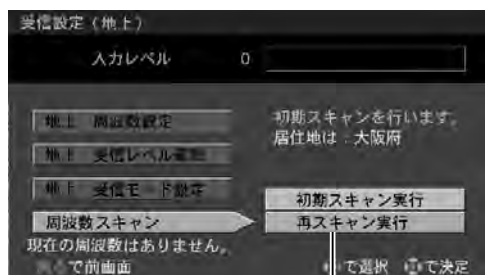 受信設定（地上）
入力レベル 0
地上 周波数設定
地上 受信レベル
地上 受信モード設定
周波数スキャン
初期スキャンを行います。
居住地は：大阪府
初期スキャン実行
再スキャン実行
現在の周波数はありません。
で前画面
で選択 で決定